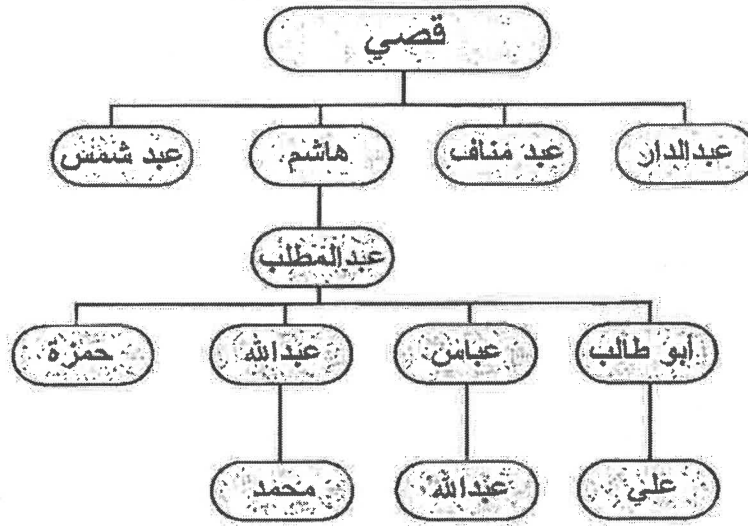 قصي
عبدالدار
عبد مناف
هاشم
عبد شمس
عبدالمطلب
أبو طالب
عباس
عبدالله
حمزة
علي
عبدالله
محمد